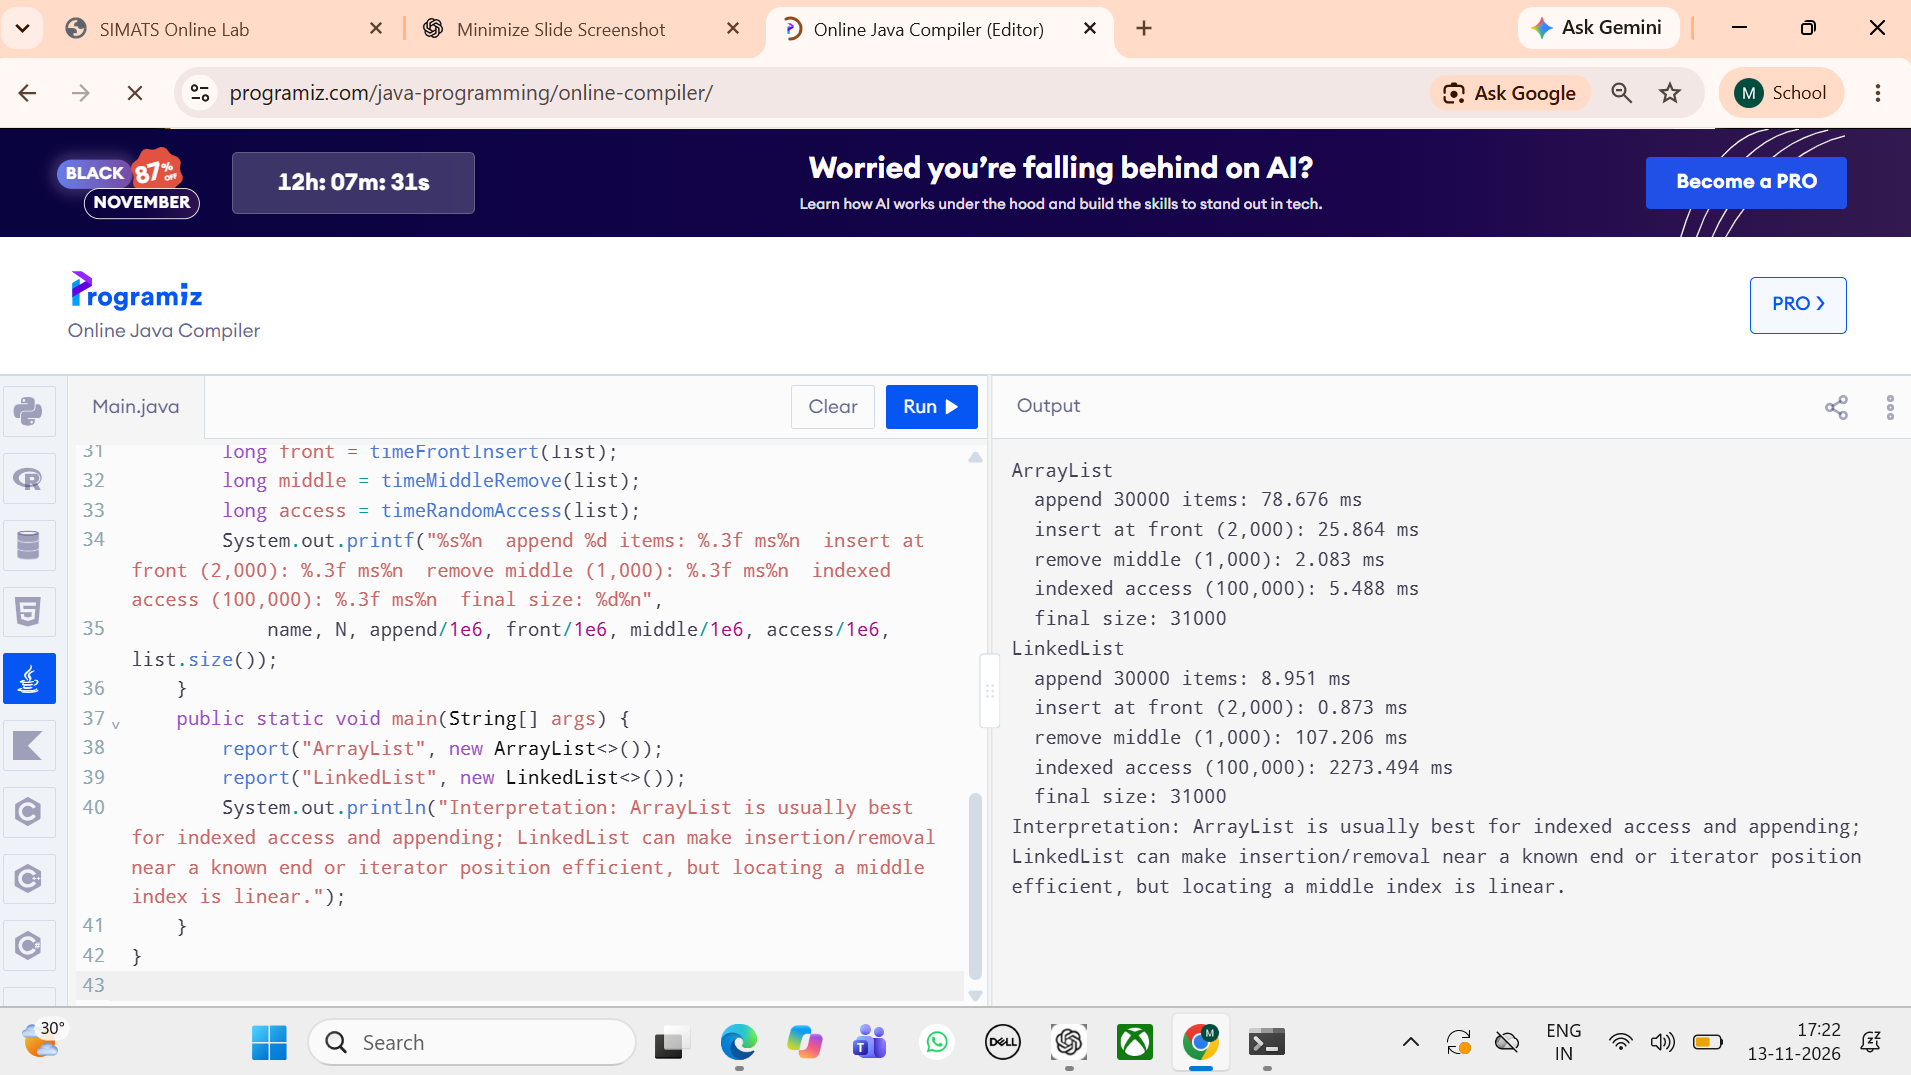 SIMATS Online Lab
Minimize Slide Screenshot
Online Java Compiler (Editor)
Ask Gemini
programiz.com/java-programming/online-compiler/
Ask Google
M
School
BLACK
87%
OFF
NOVEMBER
12h: 07m: 31s
Worried you’re falling behind on AI?
Learn how AI works under the hood and build the skills to stand out in tech.
Become a PRO
Programiz
Online Java Compiler
PRO
Main.java
Clear
Run
31 long front = timeFrontInsert(list);
32 long middle = timeMiddleRemove(list);
33 long access = timeRandomAccess(list);
34 System.out.printf("%s%n  append %d items: %.3f ms%n  insert at
front (2,000): %.3f ms%n  remove middle (1,000): %.3f ms%n  indexed
access (100,000): %.3f ms%n  final size: %d%n",
35 name, N, append/1e6, front/1e6, middle/1e6, access/1e6,
list.size());
36 }
37 public static void main(String[] args) {
38 report("ArrayList", new ArrayList<>());
39 report("LinkedList", new LinkedList<>());
40 System.out.println("Interpretation: ArrayList is usually best
for indexed access and appending; LinkedList can make insertion/removal
near a known end or iterator position efficient, but locating a middle
index is linear.");
41 }
42 }
43
Output
ArrayList
append 30000 items: 78.676 ms
insert at front (2,000): 25.864 ms
remove middle (1,000): 2.083 ms
indexed access (100,000): 5.488 ms
final size: 31000
LinkedList
append 30000 items: 8.951 ms
insert at front (2,000): 0.873 ms
remove middle (1,000): 107.206 ms
indexed access (100,000): 2273.494 ms
final size: 31000
Interpretation: ArrayList is usually best for indexed access and appending;
LinkedList can make insertion/removal near a known end or iterator position
efficient, but locating a middle index is linear.
30°
Search
T
DELL
M
ENG
IN
17:22
13-11-2026